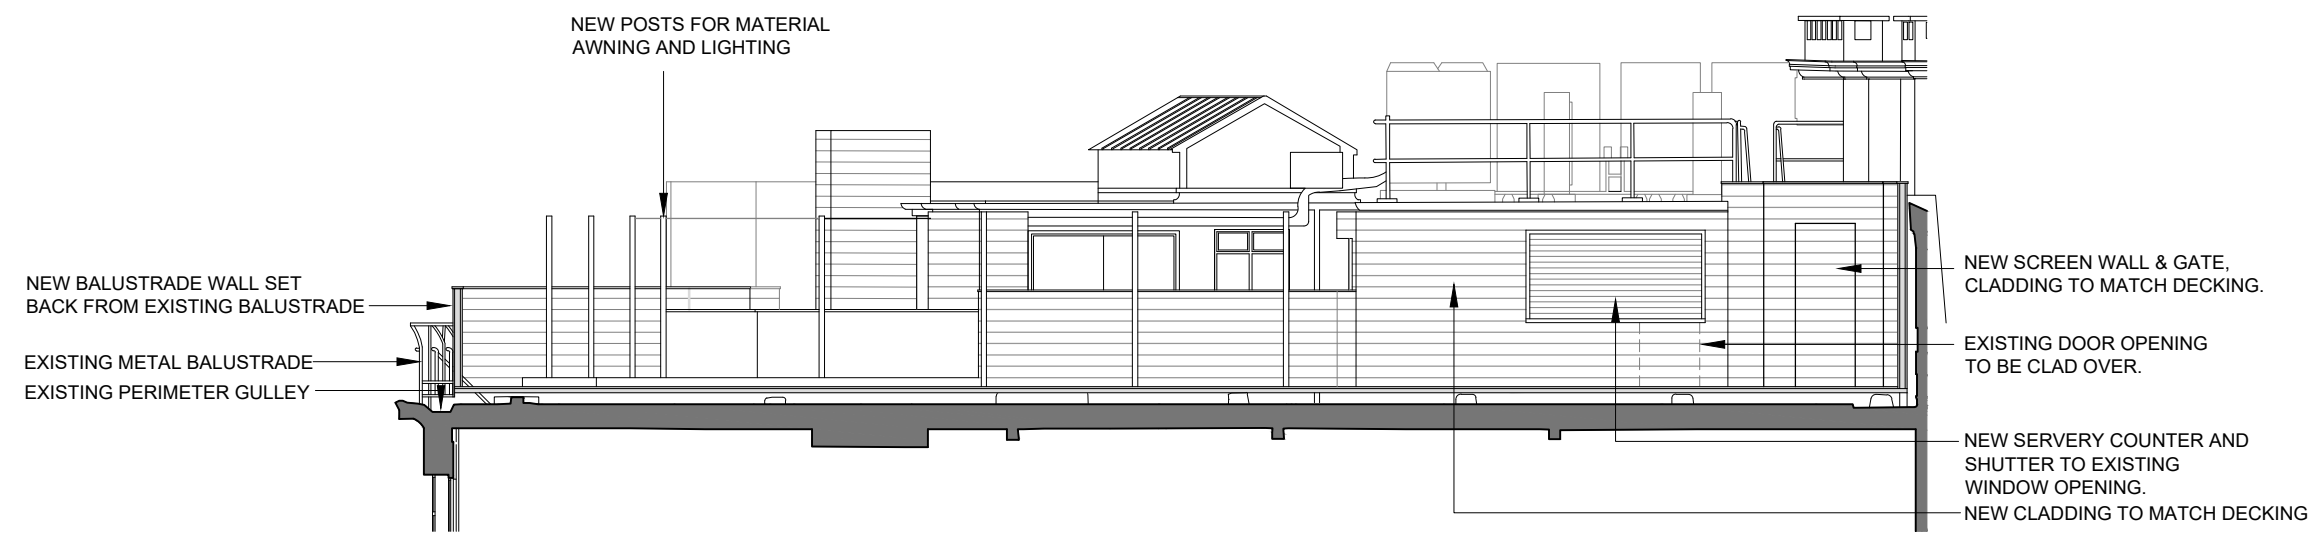 NEW POSTS FOR MATERIAL
AWNING AND LIGHTING
NEW BALUSTRADE WALL SET
BACK FROM EXISTING BALUSTRADE
EXISTING METAL BALUSTRADE
EXISTING PERIMETER GULLEY
NEW SCREEN WALL & GATE,
CLADDING TO MATCH DECKING.
EXISTING DOOR OPENING
TO BE CLAD OVER.
NEW SERVERY COUNTER AND
SHUTTER TO EXISTING
WINDOW OPENING.
NEW CLADDING TO MATCH DECKING